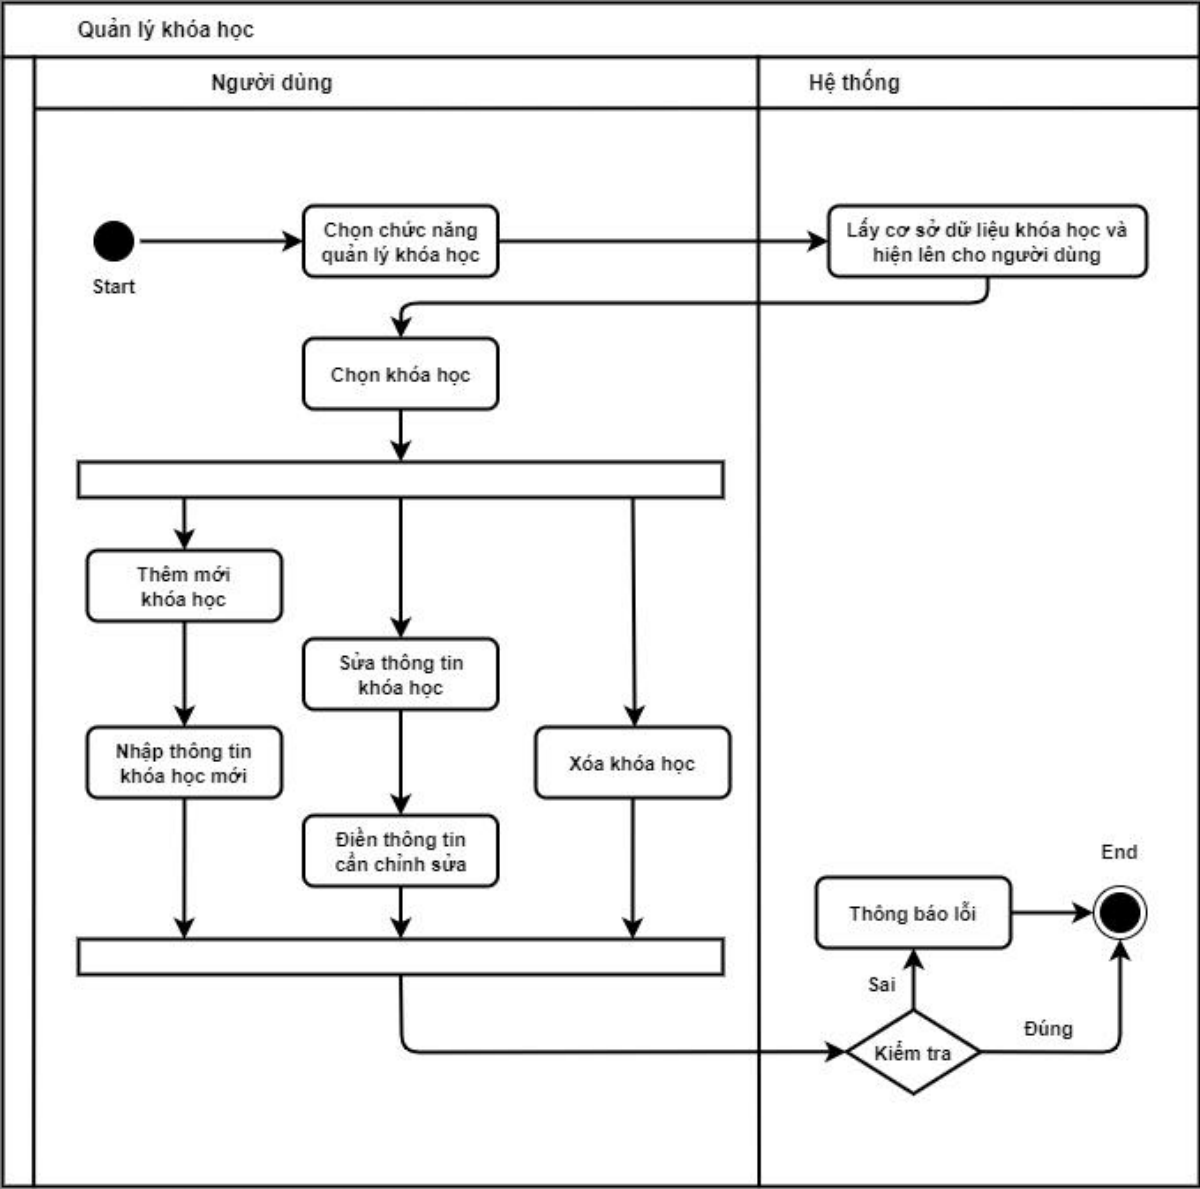 Quản lý khóa học
Người dùng
Hệ thống
Chọn chức năng
quản lý khóa học
Lấy cơ sở dữ liệu khóa học và
hiện lên cho người dùng
Start
Chọn khóa học
Thêm mới
khóa học
Sửa thông tin
khóa học
Nhập thông tin
khóa học mới
Xóa khóa học
Điền thông tin
cần chỉnh sửa
End
Thông báo lỗi
Sai
Đúng
Kiểm tra